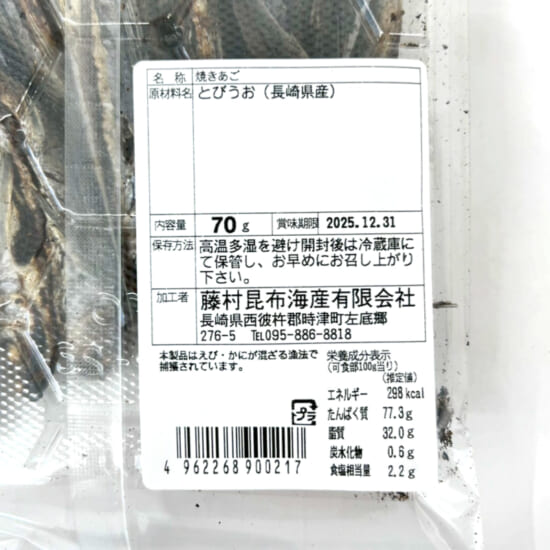 名 称 焼きあご
原材料名 とびうお（長崎県産）
内容量 70g 賞味期限 2025.12.31
保存方法 高温多湿を避け開封後は冷蔵庫に
て保管し、お早めにお召し上がり
下さい。
加工者 藤村昆布海産有限会社
長崎県西彼杵郡時津町左底郷
276-5 TEL095-886-8818
本製品はえび・かにが混ざる漁法で
捕獲されています。
栄養成分表示
(可食部100g当り)
(推定値)
エネルギー 298kcal
たんぱく質 77.3g
脂質 32.0g
炭水化物 0.6g
食塩相当量 2.2g
プラ
4962268900217